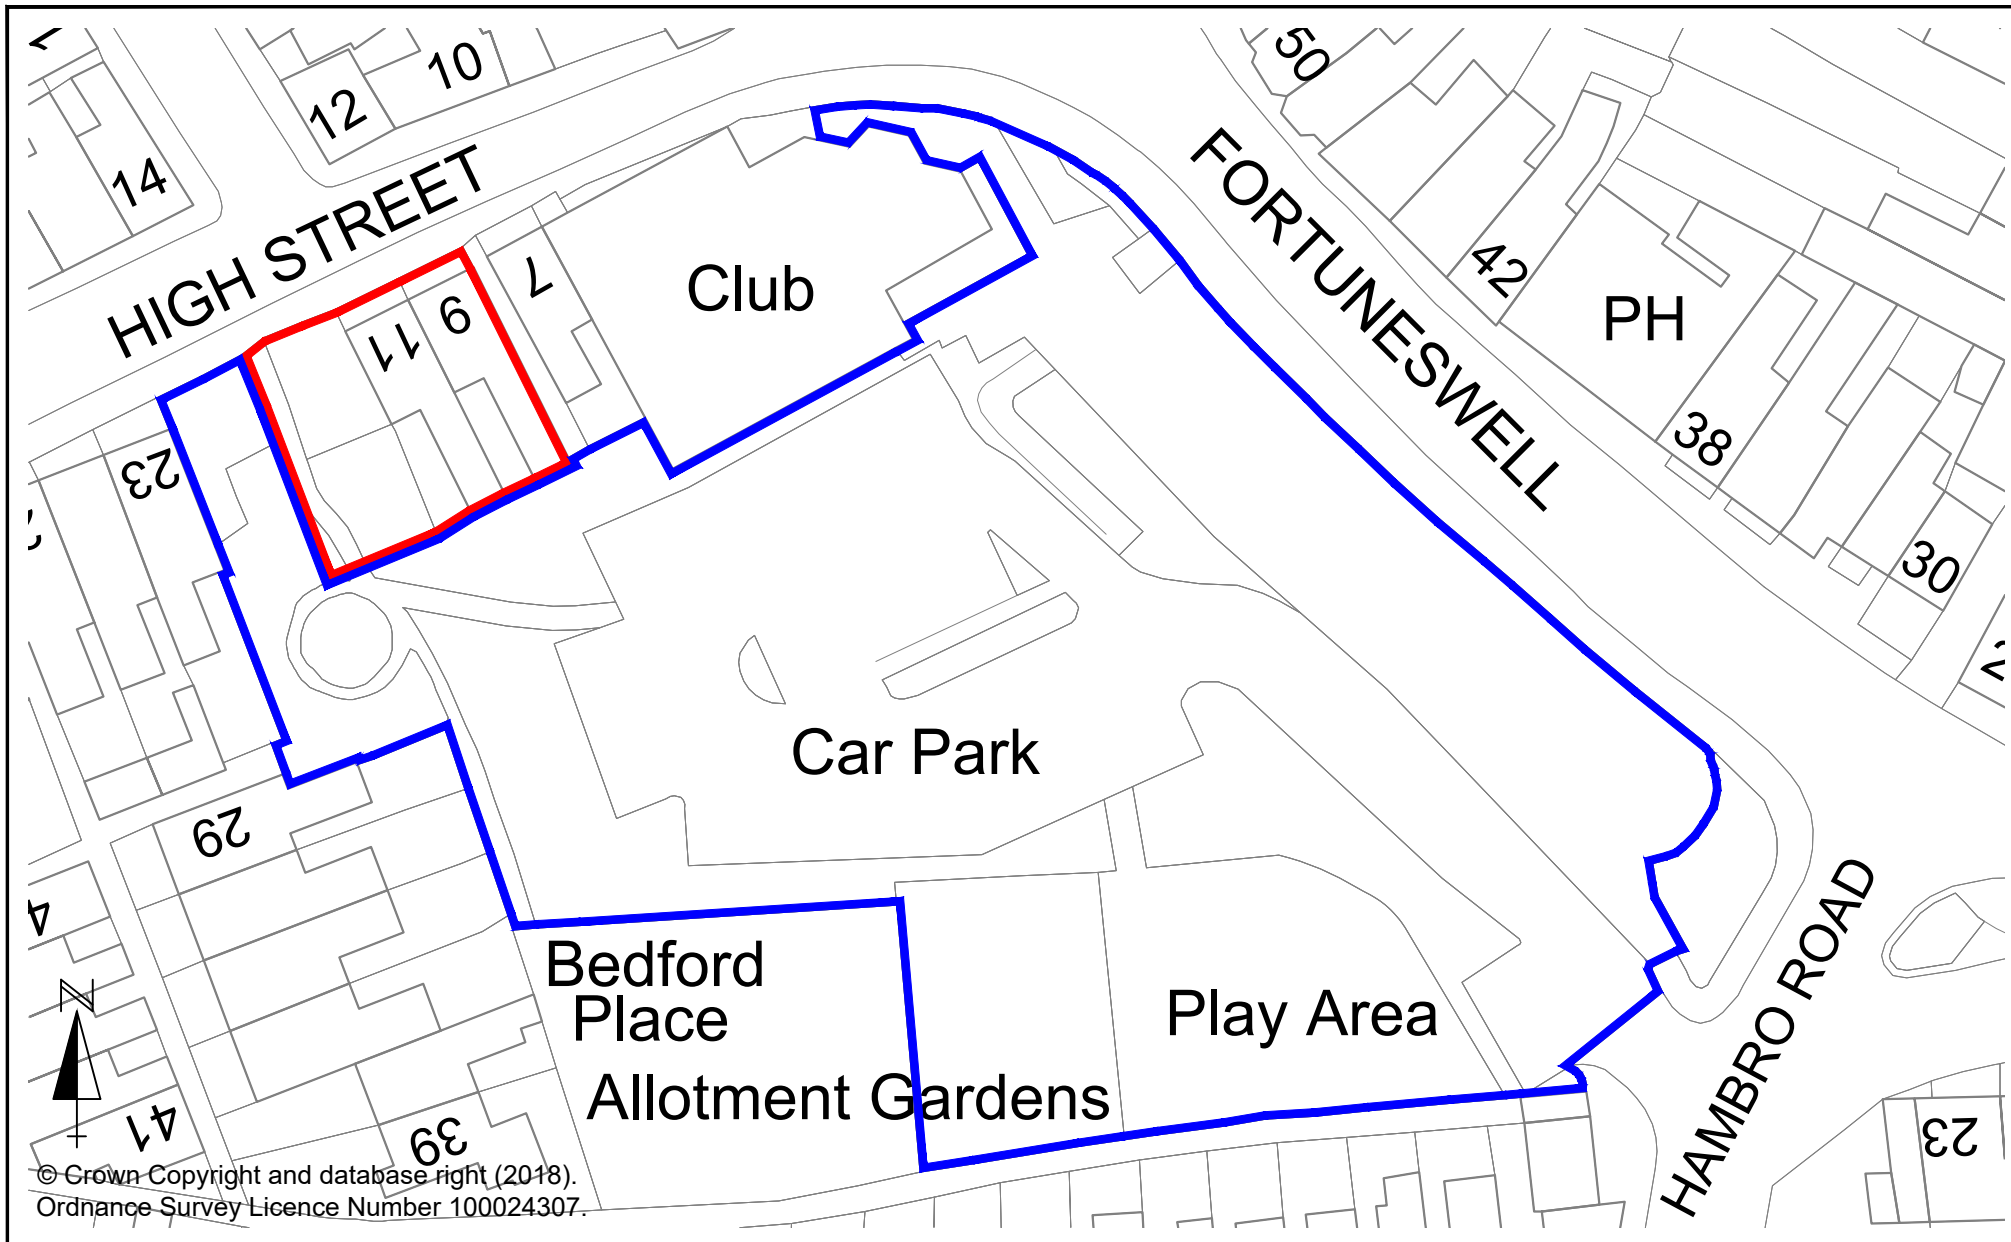 50
10
12
14
HIGH STREET
FORTUNESWELL
42
PH
Club
7
9
11
38
23
30
Car Park
29
Bedford
Place
Play Area
Allotment Gardens
HAMBRO ROAD
N
41
39
23
4
© Crown Copyright and database right (2018).
Ordnance Survey Licence Number 100024307.